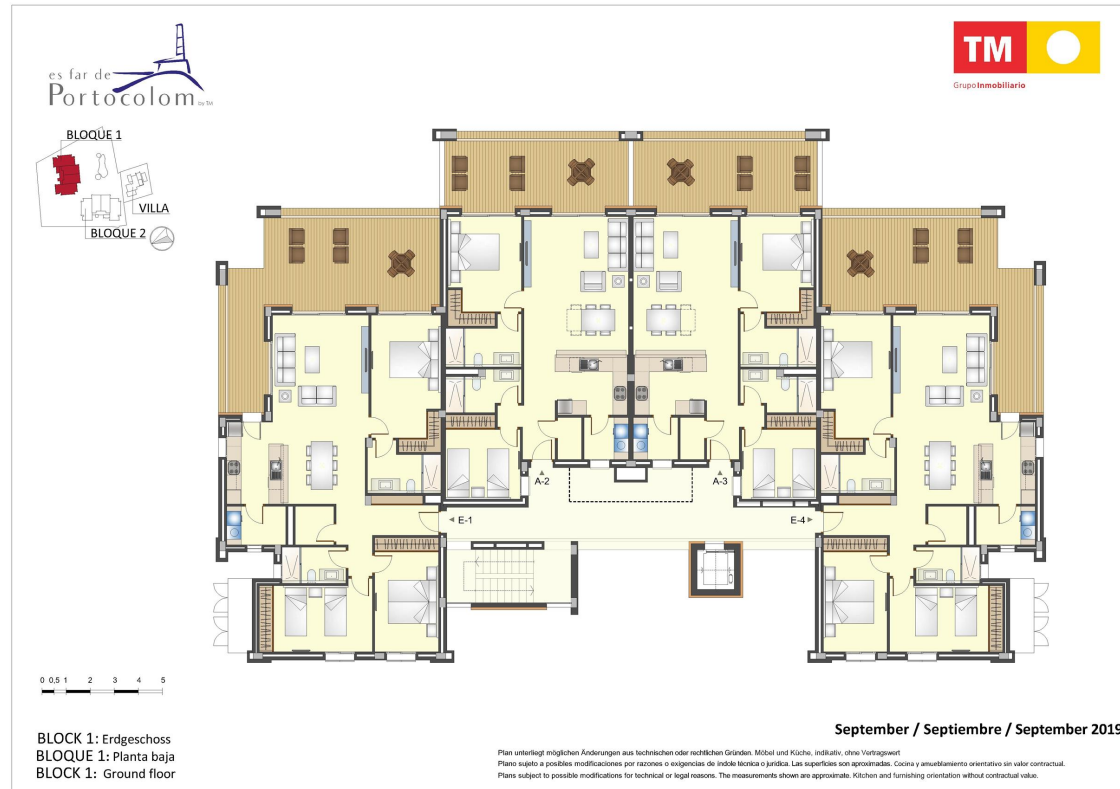 es far de
Portocolom
by TM
TM
Grupo Inmobiliario
BLOQUE 1
VILLA
BLOQUE 2
A-2
A-3
E-1
E-4
0 0,5 1 2 3 4 5
September / Septiembre / September 2019
BLOCK 1: Erdgeschoss
BLOQUE 1: Planta baja
BLOCK 1: Ground floor
Plan unterliegt möglichen Änderungen aus technischen oder rechtlichen Gründen. Möbel und Küche, indikativ, ohne Vertragswert
Plano sujeto a posibles modificaciones por razones o exigencias de indole técnica o jurídica. Las superficies son aproximadas. Cocina y amueblamiento orientativo sin valor contractual.
Plans subject to possible modifications for technical or legal reasons. The measurements shown are approximate. Kitchen and furnishing orientation without contractual value.